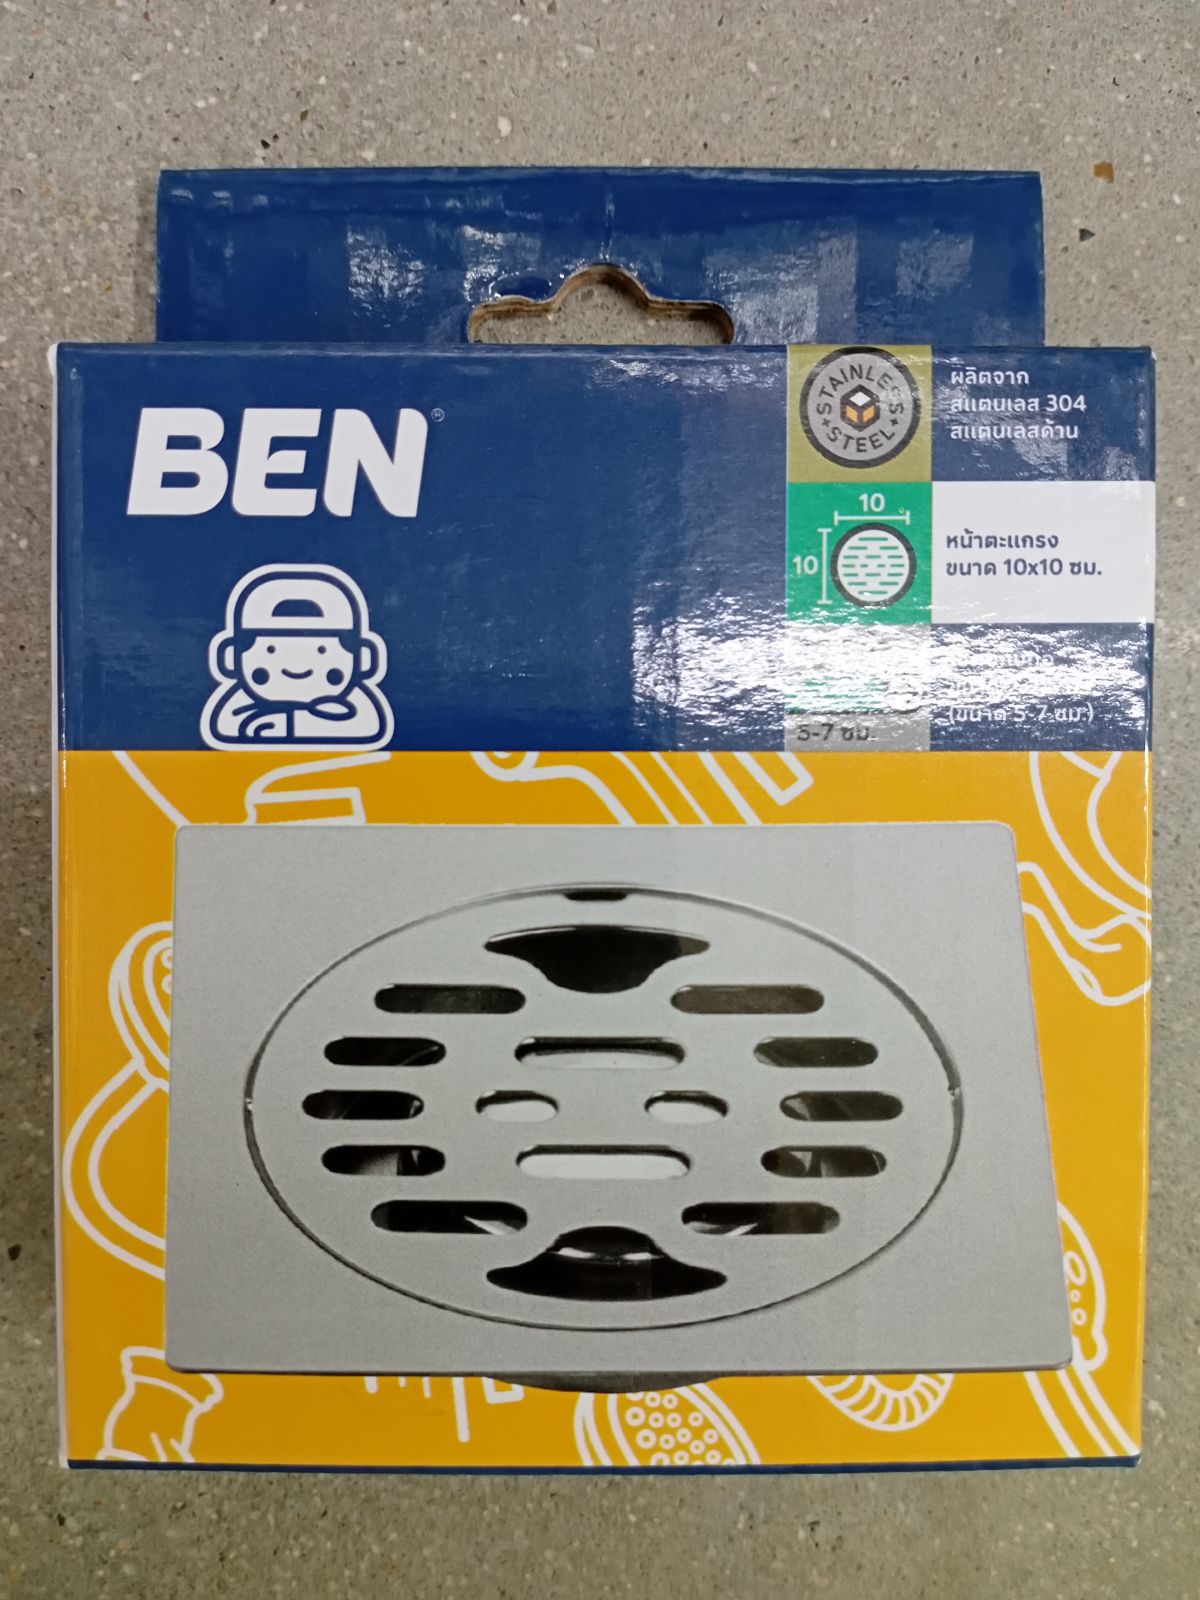 BEN®
STAINLESS STEEL
ผลิตจาก
สแตนเลส 304
สแตนเลสด้าน
10
10
หน้าตะแกรง
ขนาด 10x10 ซม.
5-7 ซม.
(ขนาด 5-7 ซม.)